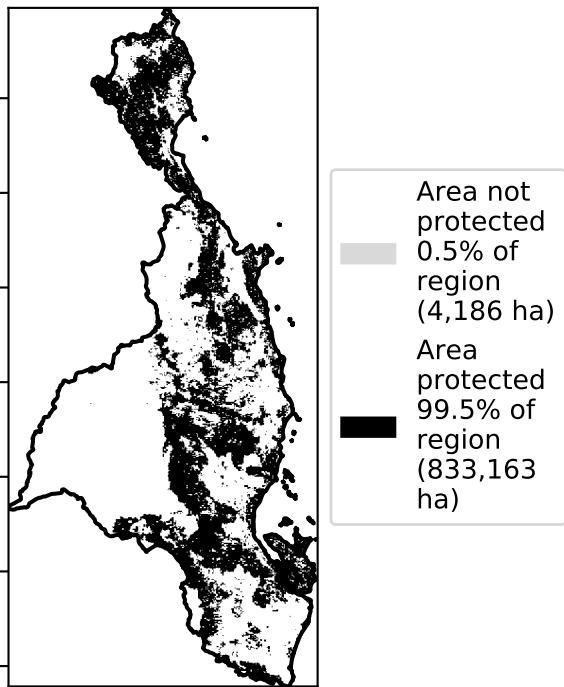 Area not
protected
0.5% of
region
(4,186 ha)
Area
protected
99.5% of
region
(833,163
ha)